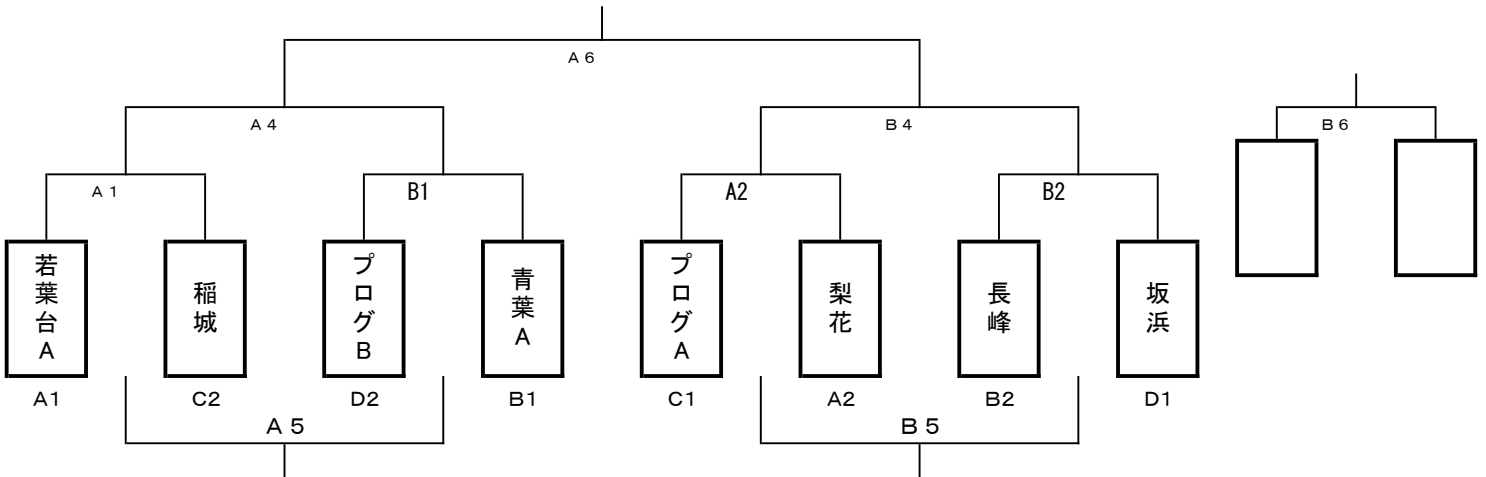 Ａ６
Ａ４
Ｂ４
Ｂ６
Ａ１
B1
A2
B2
若葉台Ａ
稲城
プログＢ
青葉Ａ
プログＡ
梨花
長峰
坂浜
Ａ１
Ｃ２
Ｄ２
Ｂ１
Ｃ１
Ａ２
Ｂ２
Ｄ１
Ａ５
Ｂ５